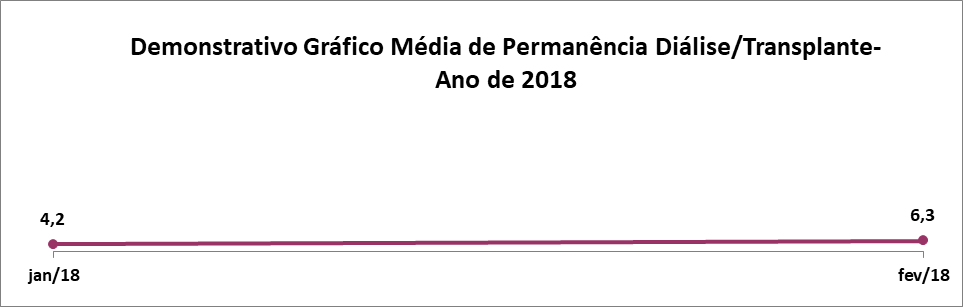 Demonstrativo Gráfico Média de Permanência Diálise/Transplante-
Ano de 2018
4,2
6,3
jan/18
fev/18